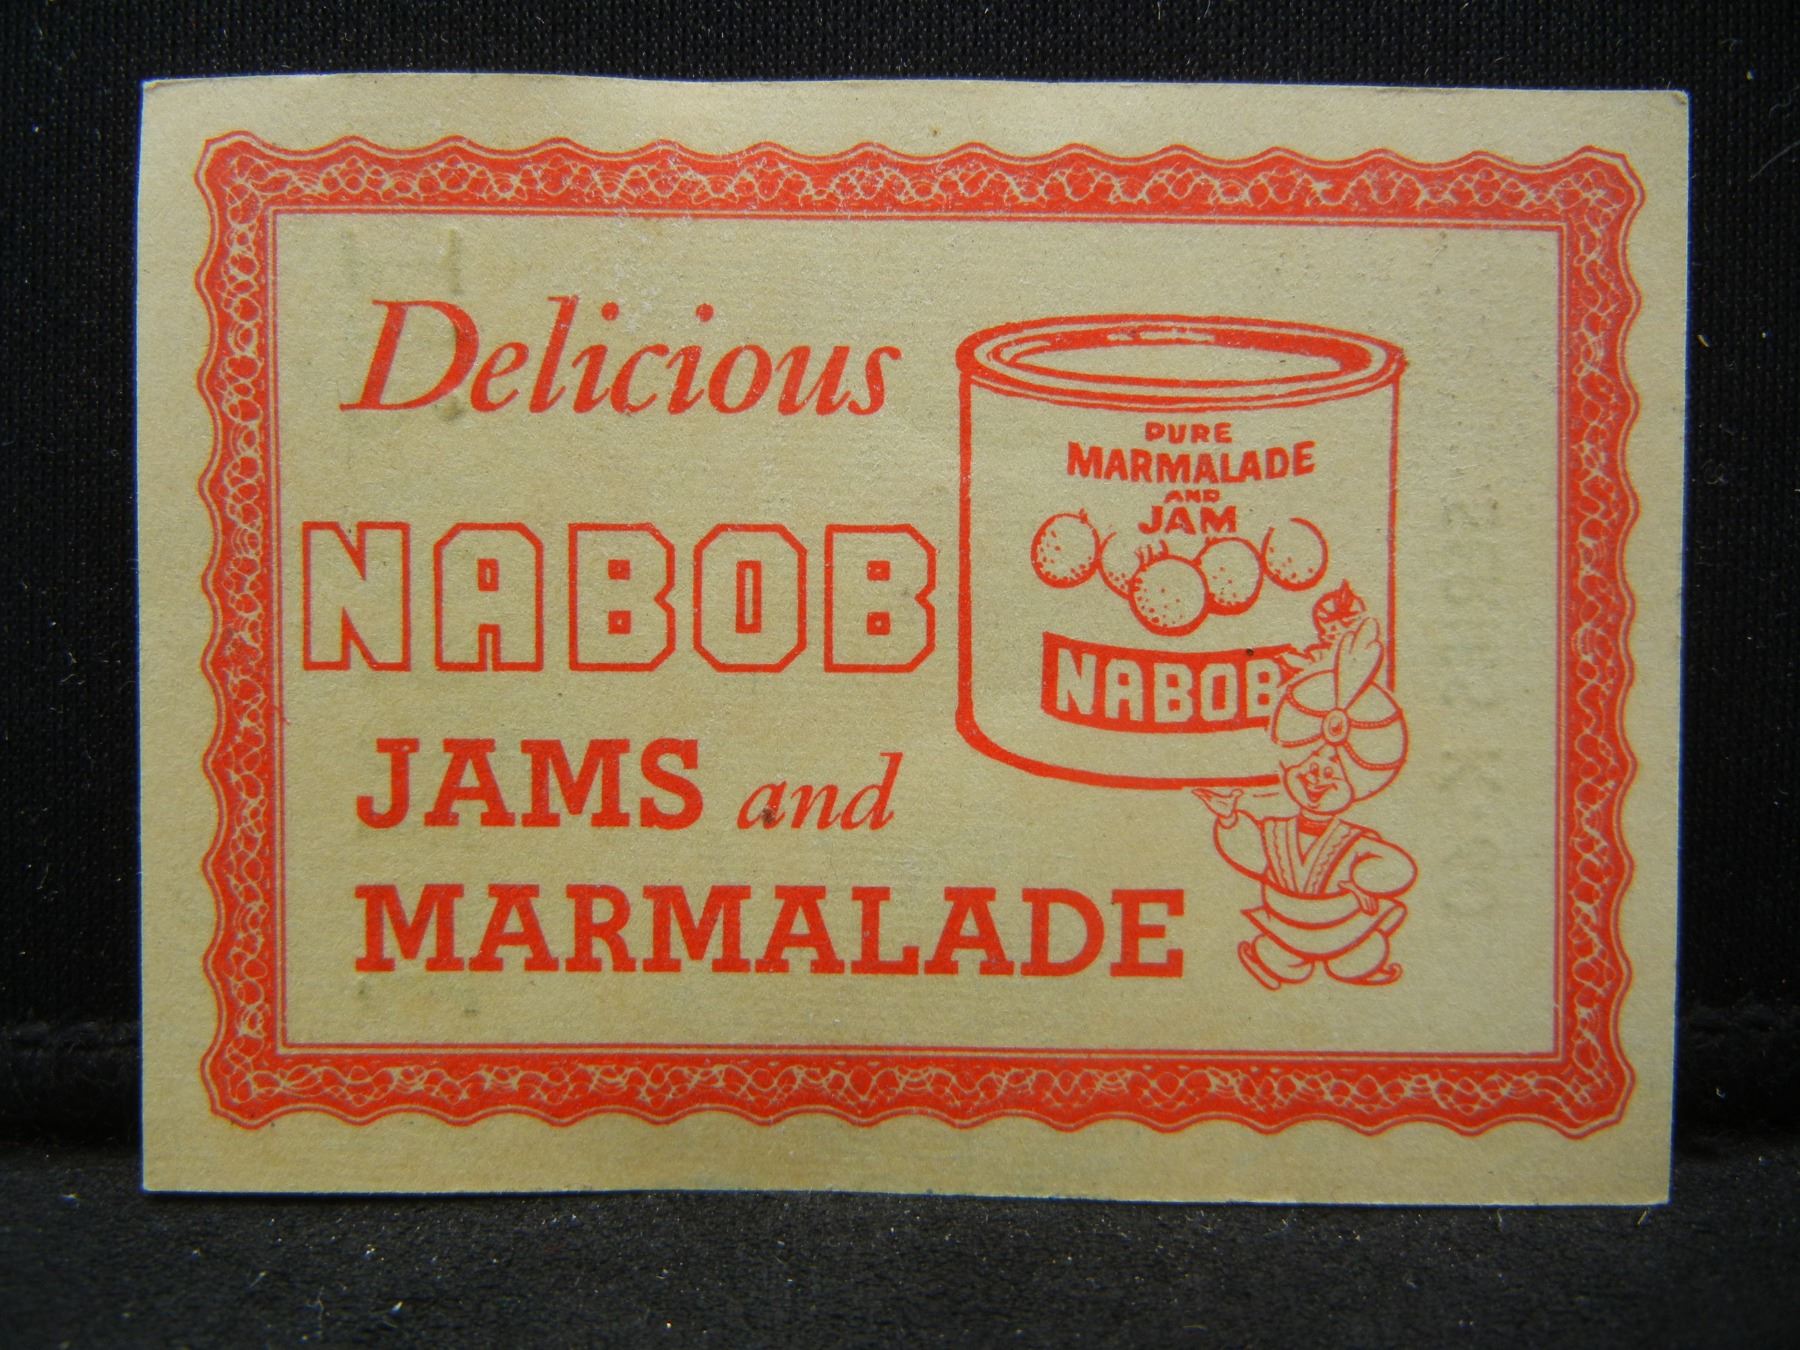 Delicious
NABOB
JAMS and
MARMALADE
PURE
MARMALADE
AND
JAM
NABOB